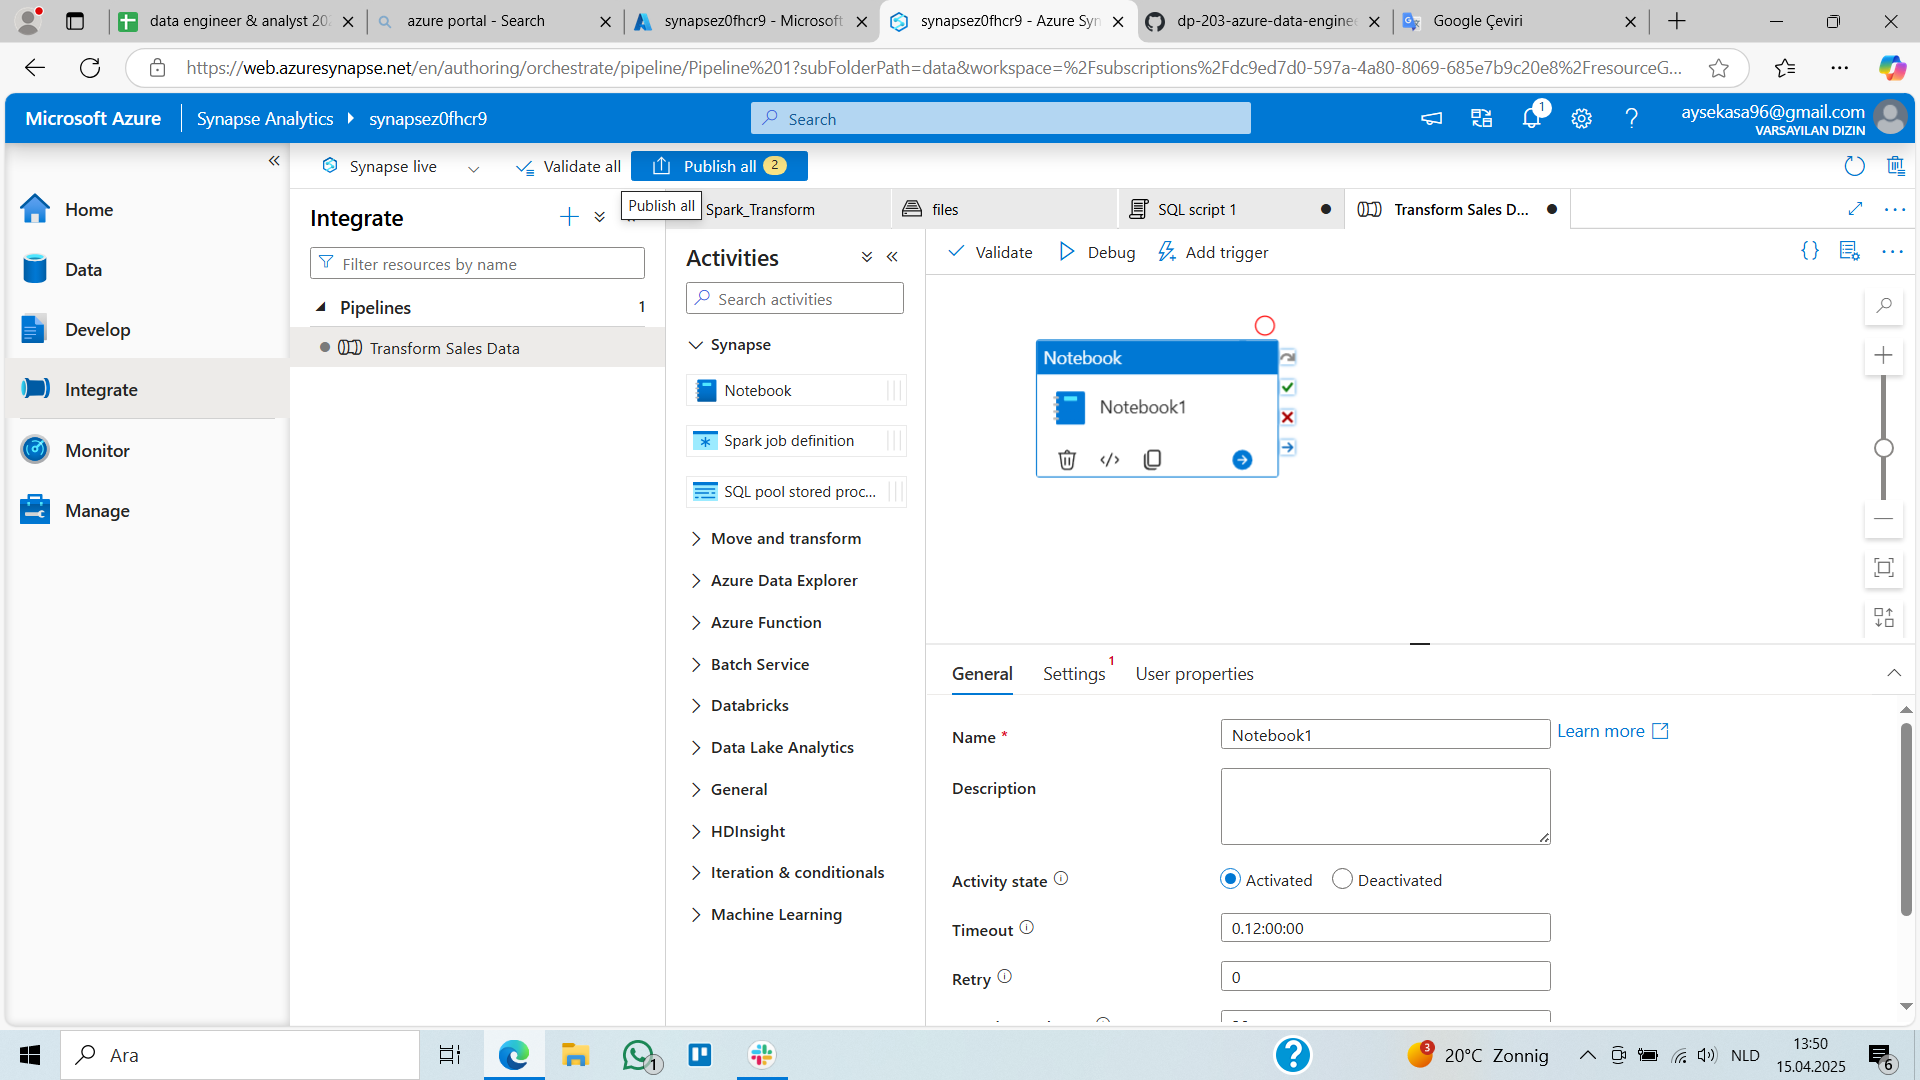 data engineer & analyst 202
azure portal - Search
synapsez0fhcr9 - Microsoft
synapsez0fhcr9 - Azure Syn
dp-203-azure-data-enginee
Google Çeviri
https://web.azuresynapse.net/en/authoring/orchestrate/pipeline/Pipeline%201?subFolderPath=data&workspace=%2Fsubscriptions%2Fdc9ed7d0-597a-4a80-8069-685e7b9c20e8%2FresourceG...
Microsoft Azure
Synapse Analytics
synapsez0fhcr9
Search
1
aysekasa96@gmail.com
VARSAYILAN DIZIN
Synapse live
Validate all
Publish all 2
Publish all
Home
Data
Develop
Integrate
Monitor
Manage
Integrate
Filter resources by name
Pipelines 1
Transform Sales Data
Spark_Transform
files
SQL script 1
Transform Sales D...
Activities
Search activities
Synapse
Notebook
Spark job definition
SQL pool stored proc...
Move and transform
Azure Data Explorer
Azure Function
Batch Service
Databricks
Data Lake Analytics
General
HDInsight
Iteration & conditionals
Machine Learning
Validate
Debug
Add trigger
{}
Notebook
Notebook1
General
Settings 1
User properties
Name * Notebook1 Learn more
Description
Activity state Activated Deactivated
Timeout 0.12:00:00
Retry 0
Ara
1
3
20°C Zonnig
NLD
13:50
15.04.2025
6